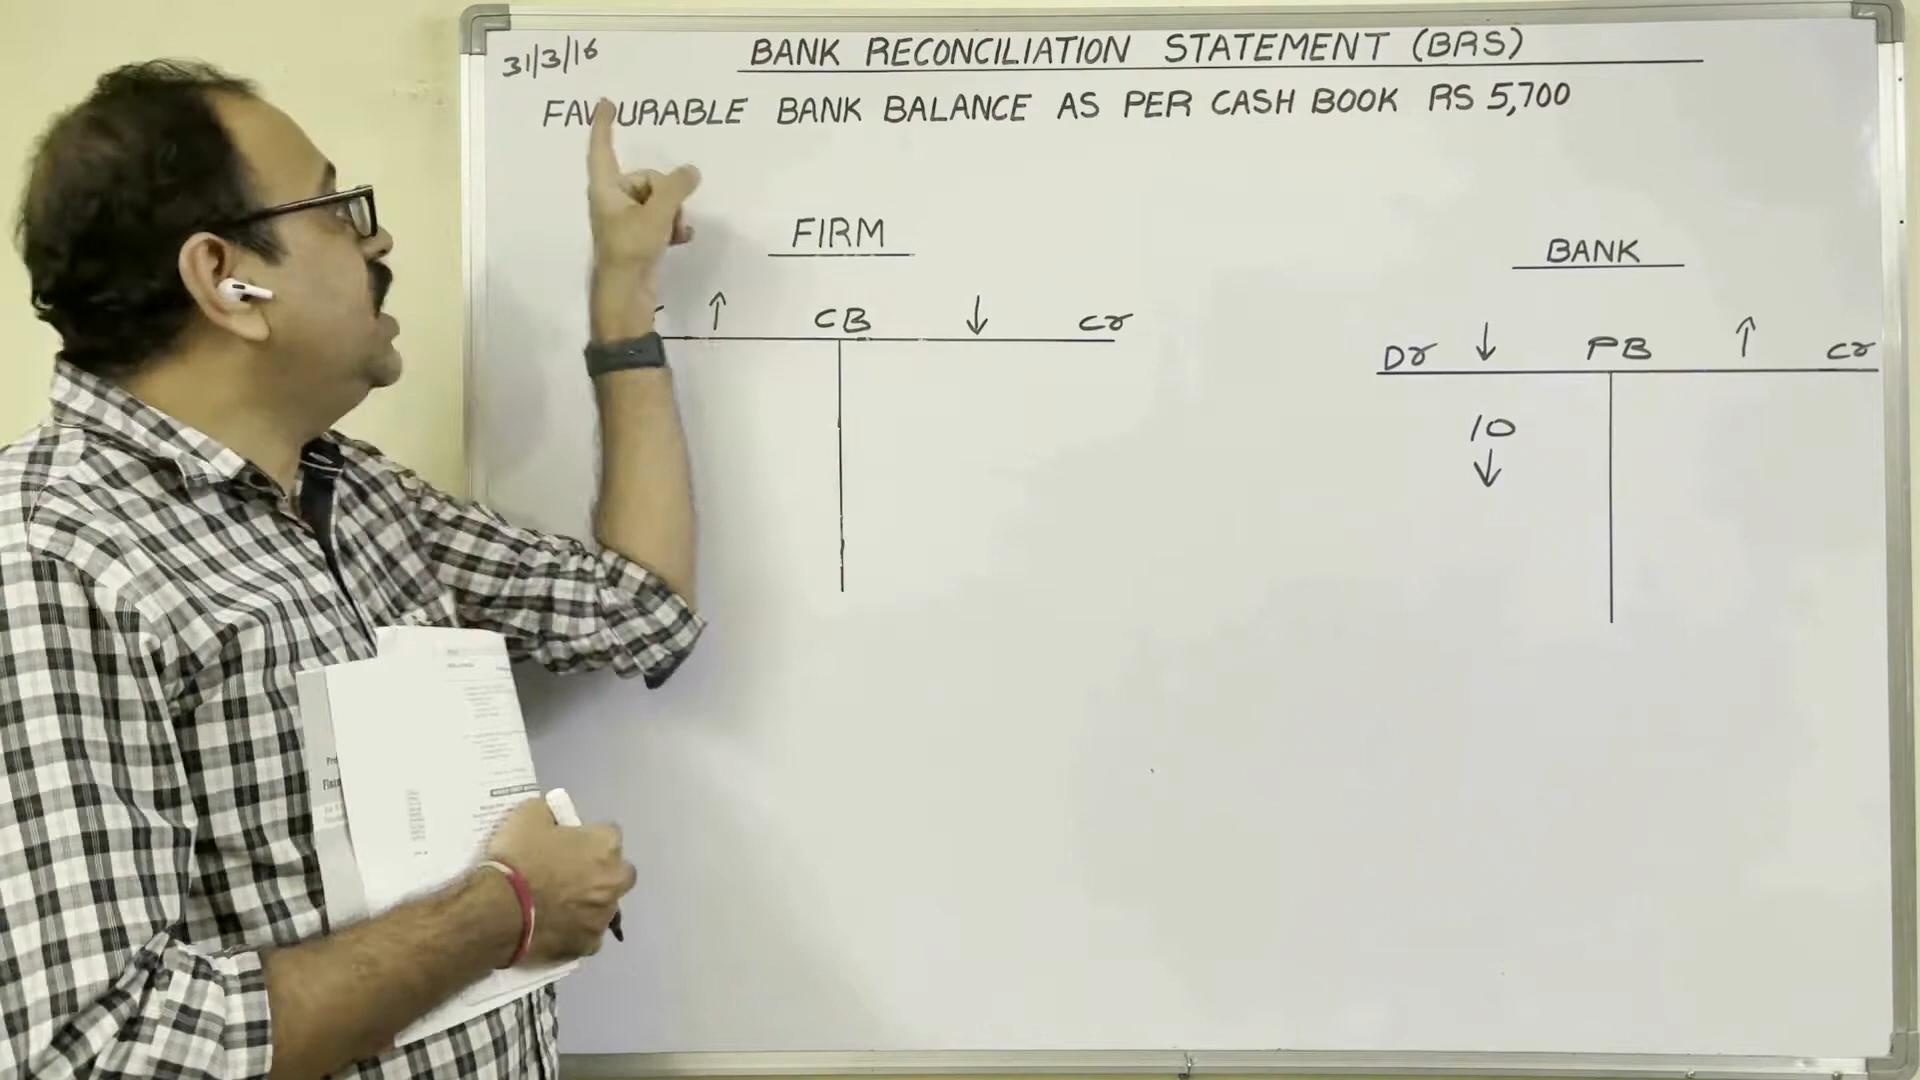 31/3/16
BANK RECONCILIATION STATEMENT (BRS)
FAVOURABLE BANK BALANCE AS PER CASH BOOK RS 5,700
FIRM
↑ CB ↓ Cr
BANK
Dr ↓ PB ↑ Cr
10
↓